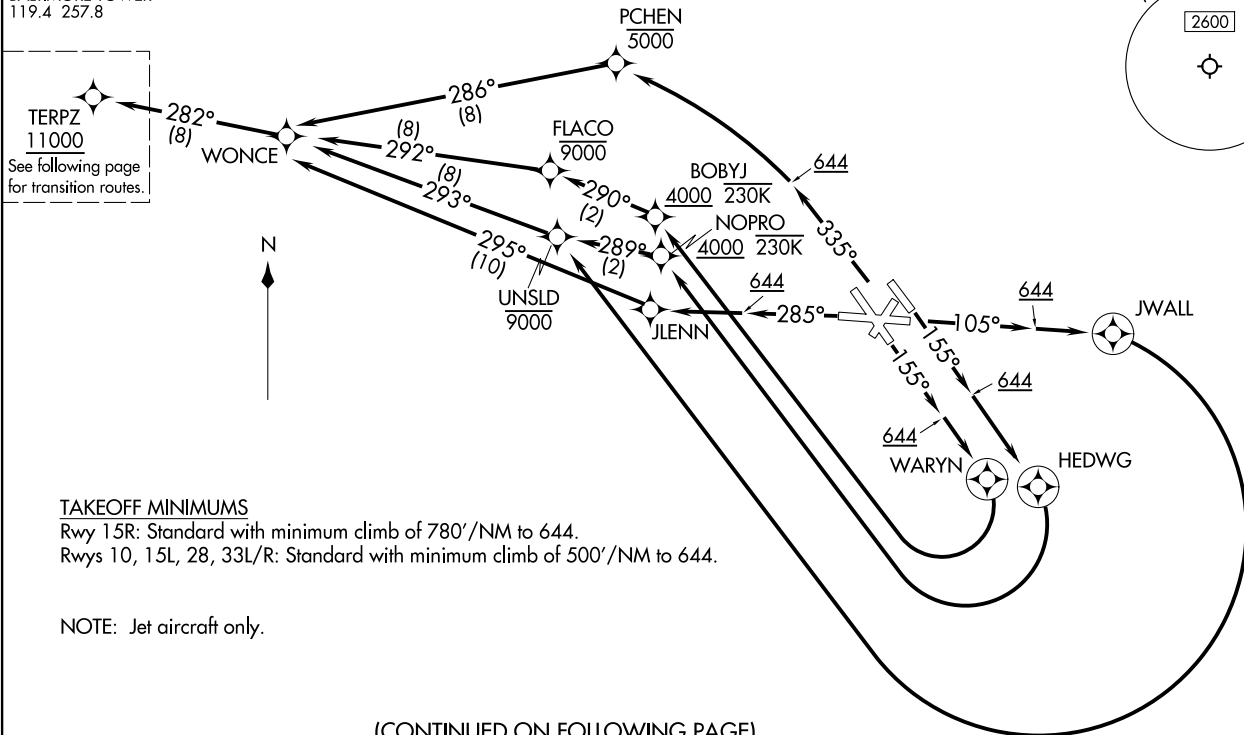 119.4 257.8
2600
PCHEN
5000
TERPZ
11000
See following page
for transition routes.
282°
(8)
WONCE
286°
(8)
FLACO
9000
(8)
292°
(8)
293°
290°
(2)
BOBYJ
4000 230K
NOPRO
4000 230K
289°
(2)
295°
(10)
UNSLD
9000
JLENN
N
644
335°
644
285°
644
105°
JWALL
155°
155°
644
644
WARYN
HEDWG
TAKEOFF MINIMUMS
Rwy 15R: Standard with minimum climb of 780'/NM to 644.
Rwys 10, 15L, 28, 33L/R: Standard with minimum climb of 500'/NM to 644.
NOTE: Jet aircraft only.
(CONTINUED ON FOLLOWING PAGE)